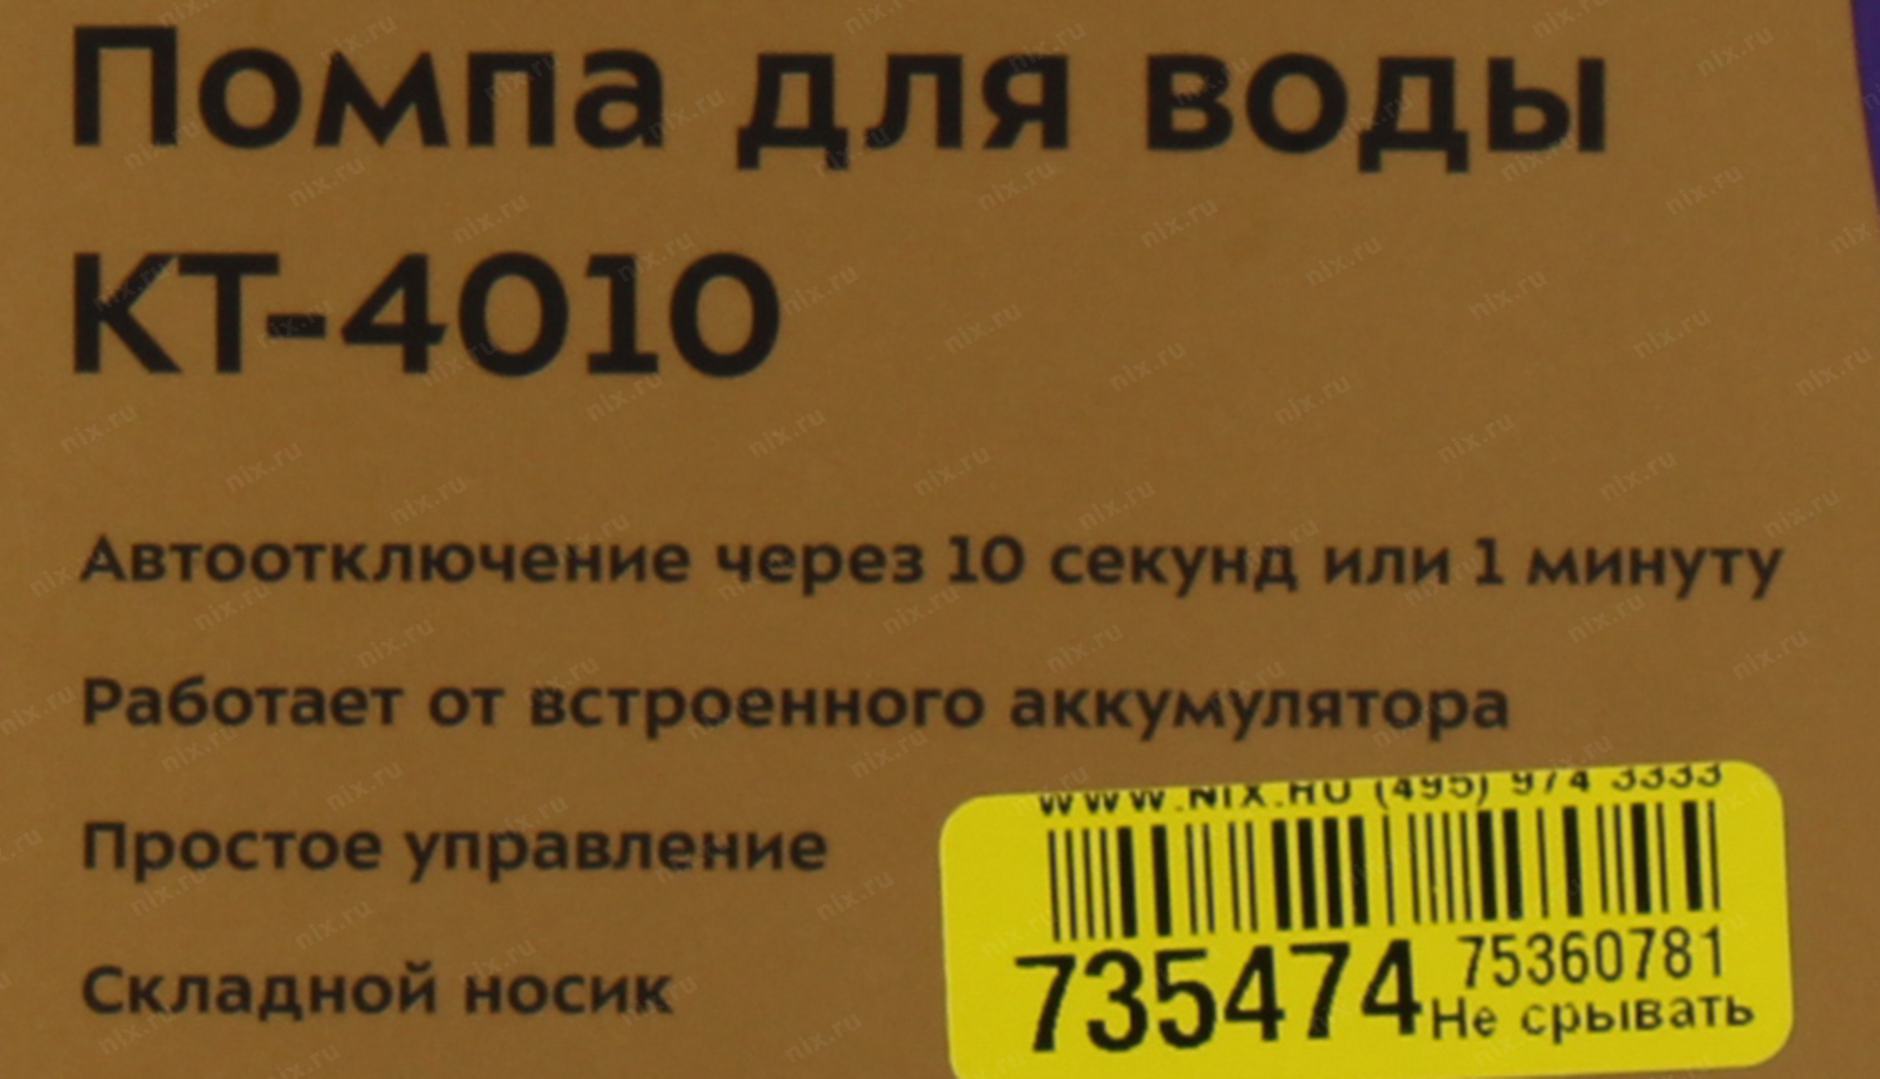 Помпа для воды
КТ-4010
Автоотключение через 10 секунд или 1 минуту
Работает от встроенного аккумулятора
Простое управление
Складной носик
WWW.NIX.RU (495) 974 3333
735474 75360781
Не срывать